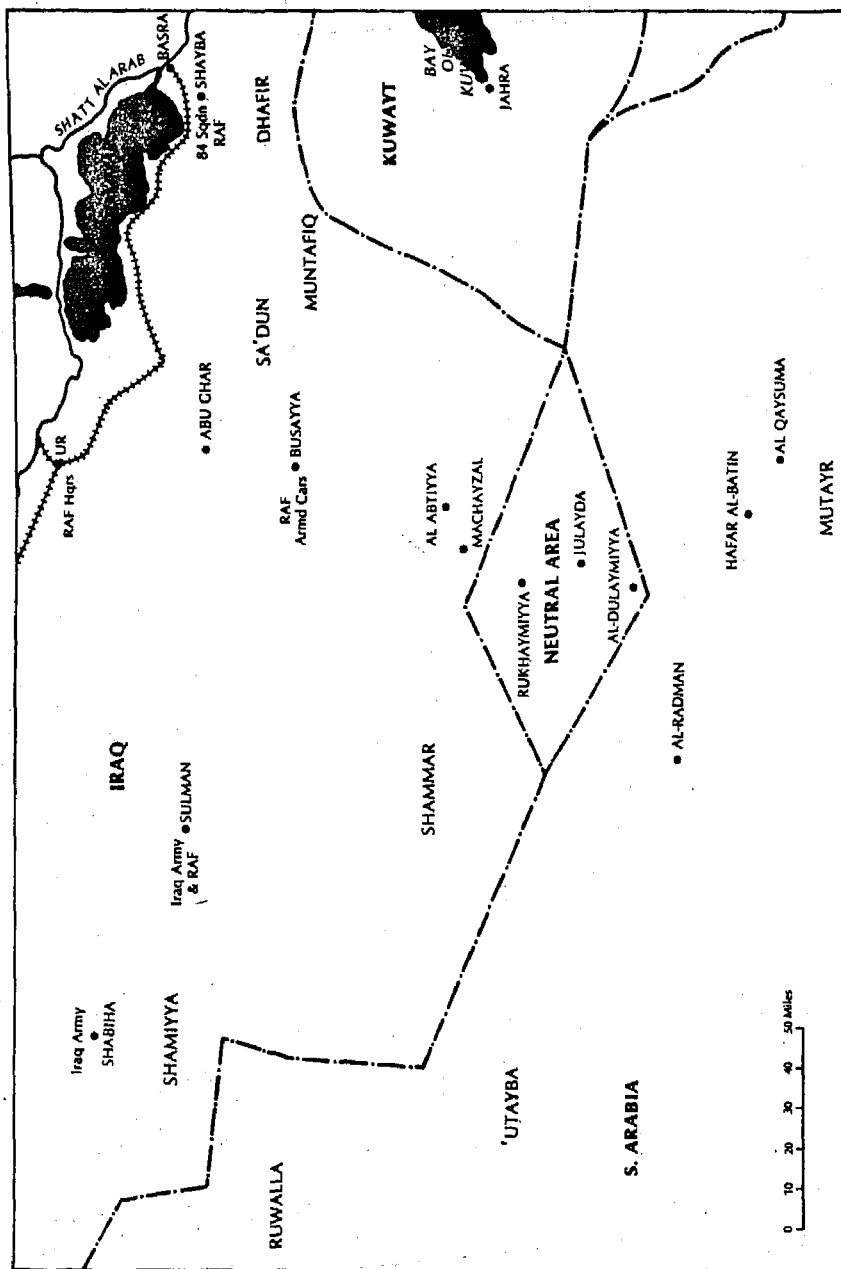 SHATT AL ARAB
BASRA
SHAYBA
84 Sqdn
RAF
DHAFIR
UR
RAF Hqrs
ABU GHAR
SA'DUN
MUNTAFIQ
KUWAYT
BAY
JAHRA
BUSAYYA
RAF
Armd Cars
AL ABTIYYA
MACHAYZAL
IRAQ
Iraq Army
& RAF
SULMAN
Iraq Army
SHABIHA
SHAMIYYA
SHAMMAR
RUKHAYMIYYA
NEUTRAL AREA
JULAYDA
AL-DULAYMIYYA
AL-RADMAN
HAFAR AL-BATIN
AL QAYSUMA
MUTAYR
RUWALLA
'UTAYBA
S. ARABIA
0 10 20 30 40 50 Miles